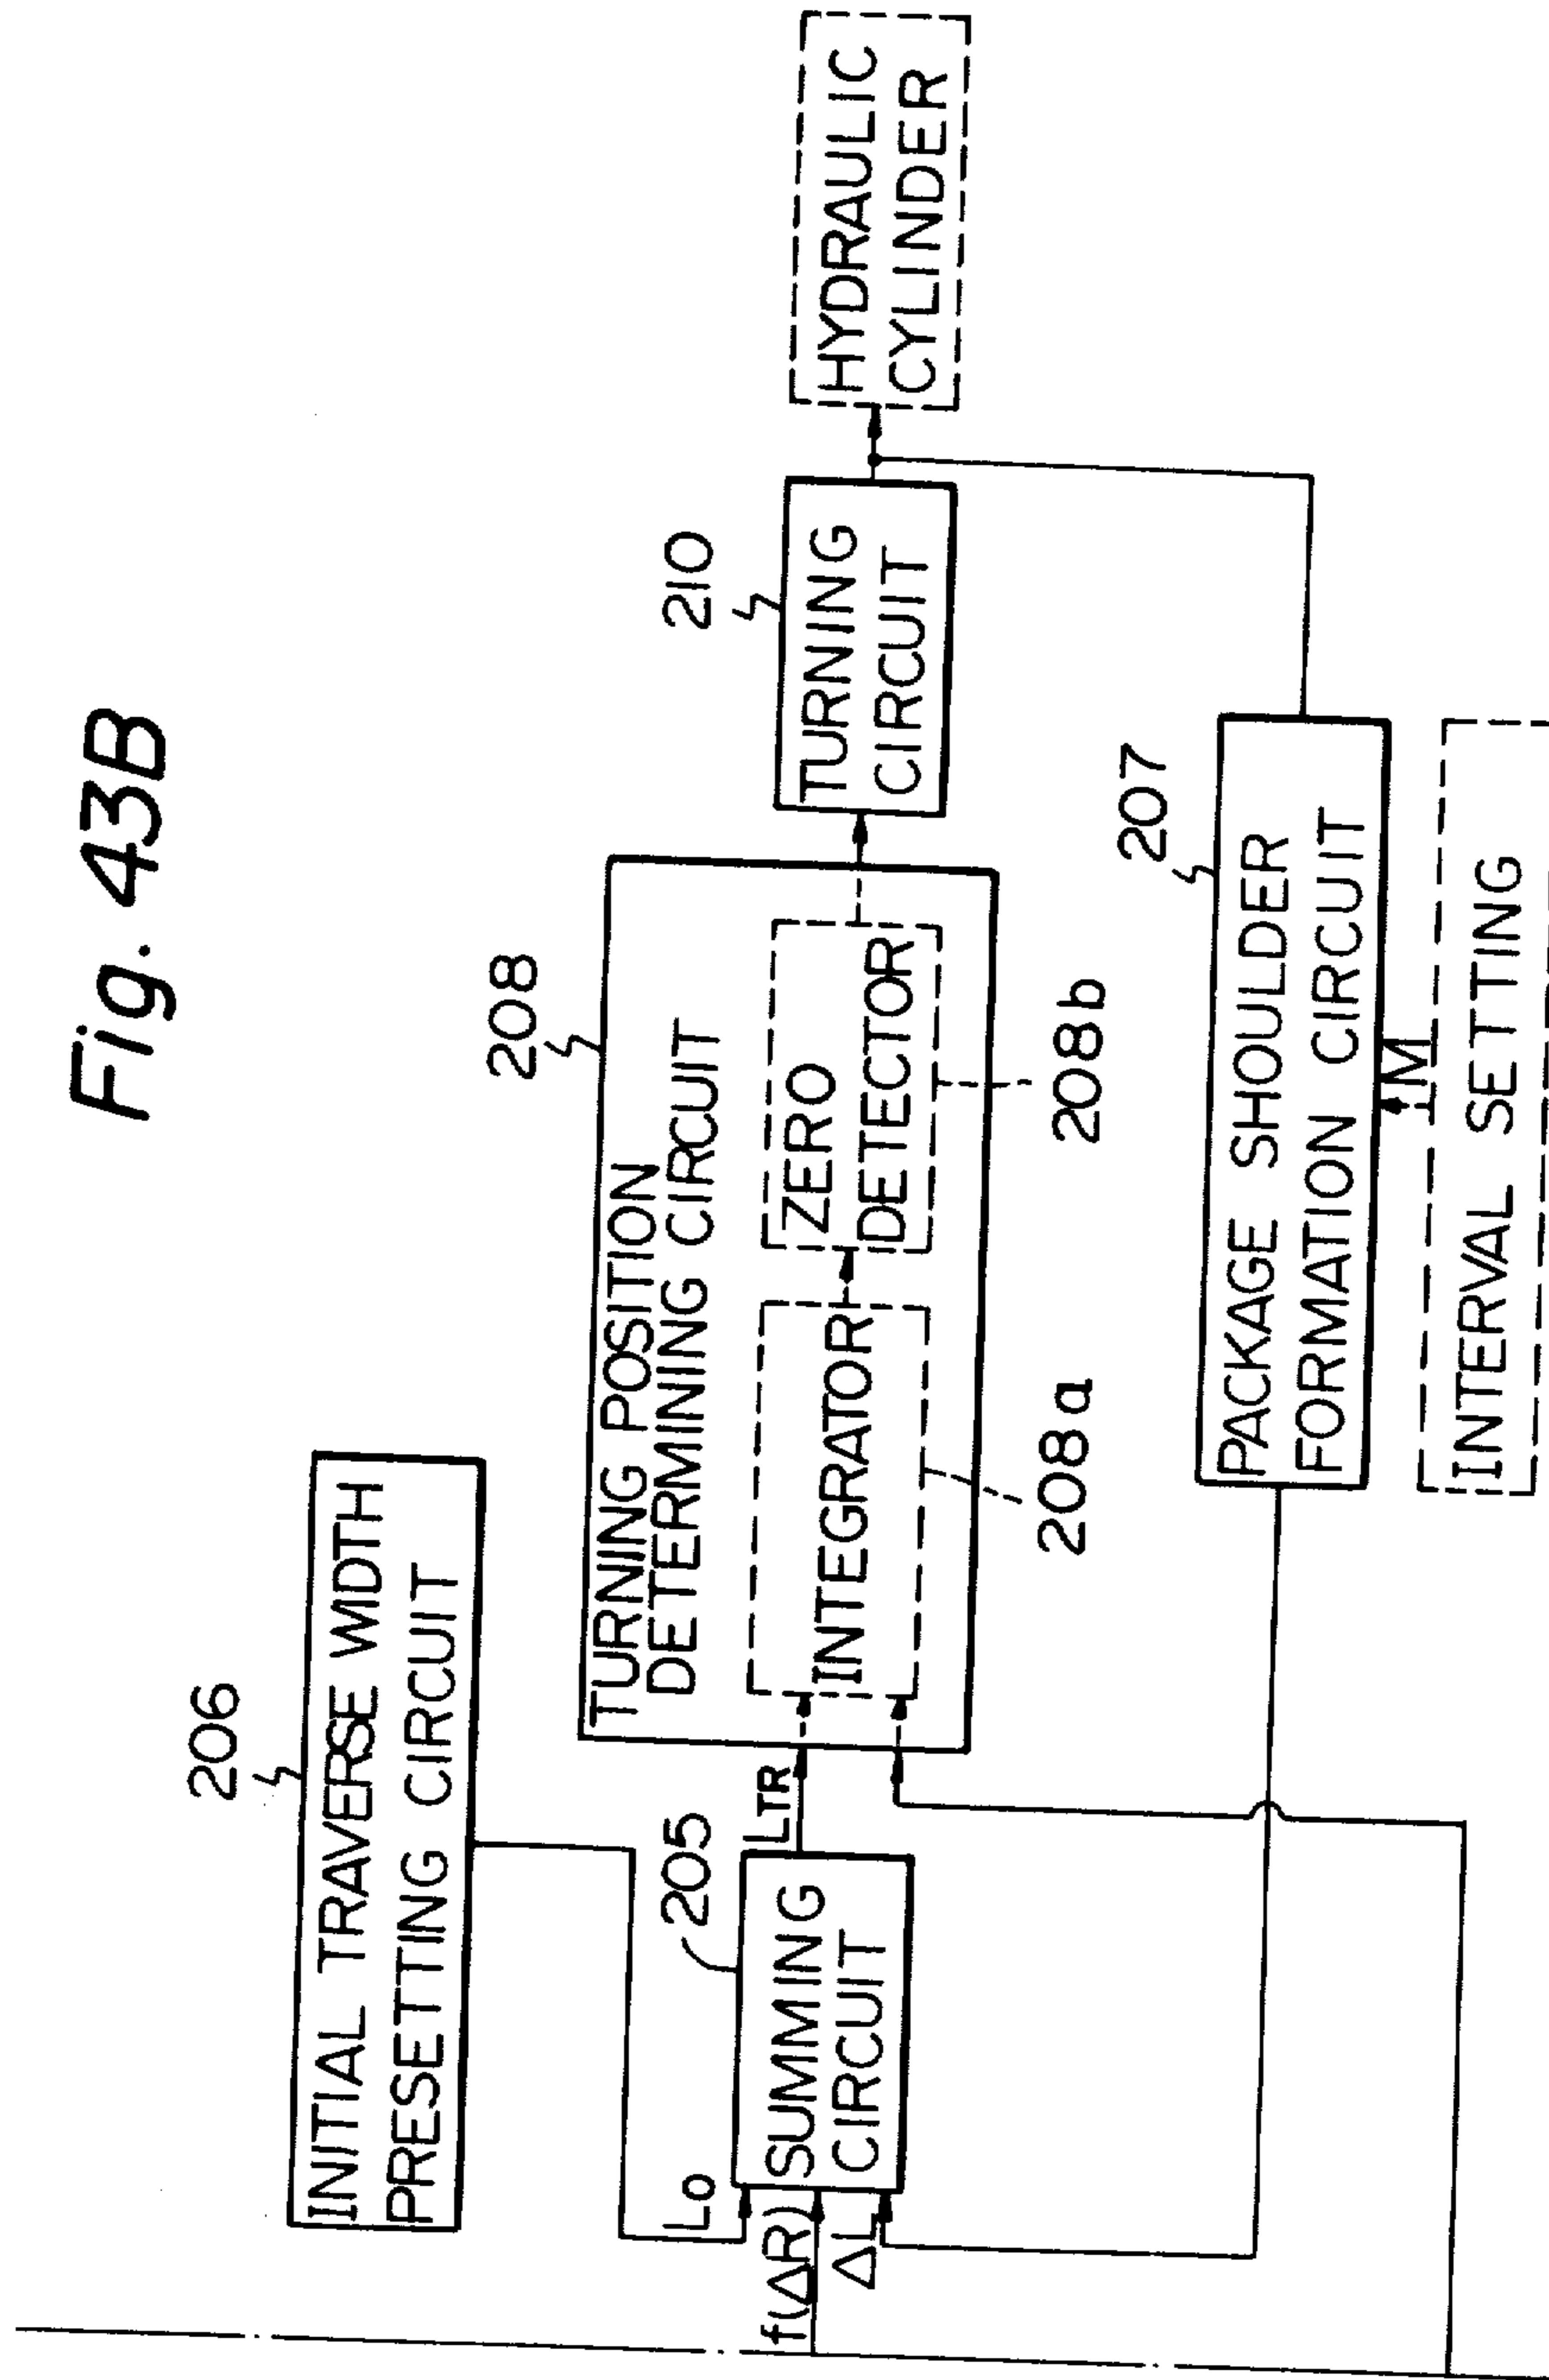 Fig. 43B
206
INITIAL TRAVERSE WIDTH
PRESETTING CIRCUIT
208
TURNING POSITION
DETERMINING CIRCUIT
INTEGRATOR
208a
ZERO
DETECTOR
208b
210
TURNING
CIRCUIT
HYDRAULIC
CYLINDER
205
LTR
SUMMING
CIRCUIT
Lo
f(ΔR)
ΔL
207
PACKAGE SHOULDER
FORMATION CIRCUIT
M
INTERVAL SETTING